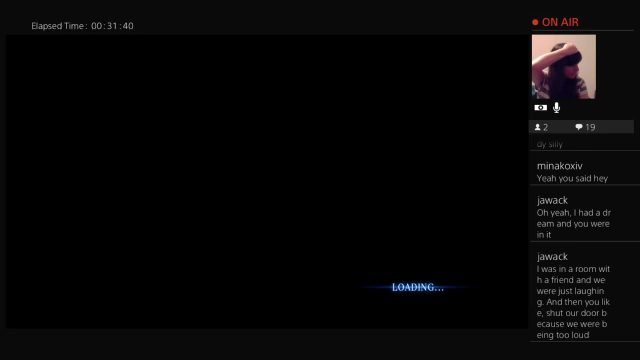 Elapsed Time : 00:31:40
ON AIR
2
19
dy silly
minakoxiv
Yeah you said hey
jawack
Oh yeah, I had a dr
eam and you were
in it
jawack
I was in a room wit
h a friend and we
were just laughin
g. And then you lik
e, shut our door b
ecause we were b
eing too loud
LOADING...